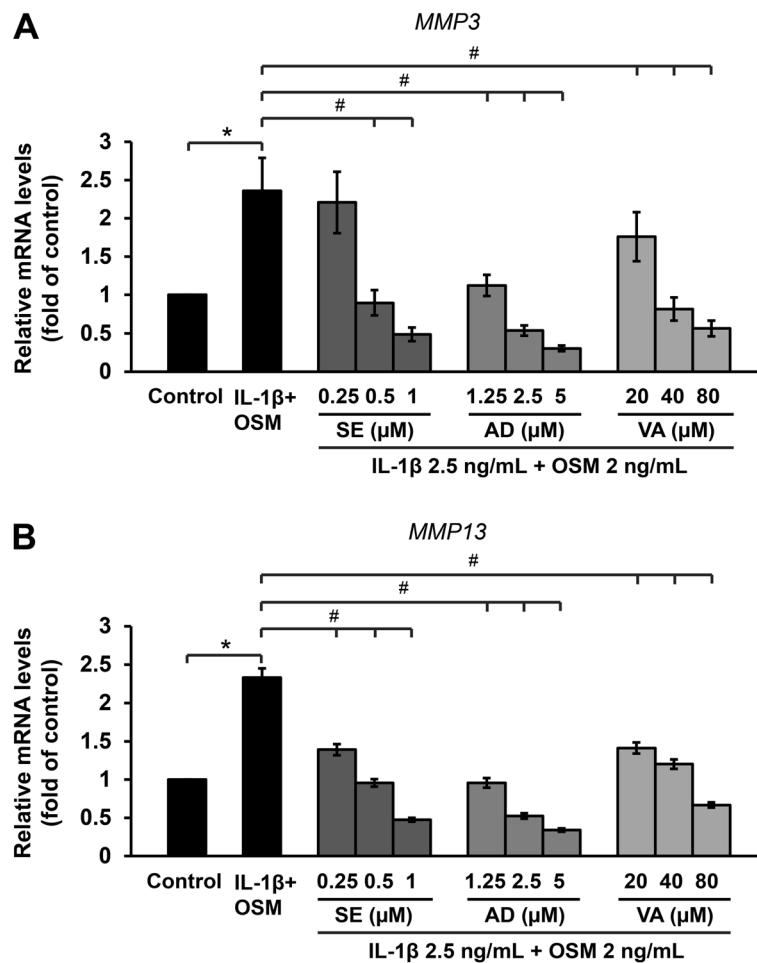 A
MMP3
#
#
#
*
Relative mRNA levels
(fold of control)
3
2.5
2
1.5
1
0.5
0
Control
IL-1β+
OSM
0.25 0.5 1
1.25 2.5 5
20 40 80
SE (μM)
AD (μM)
VA (μM)
IL-1β 2.5 ng/mL + OSM 2 ng/mL
B
MMP13
#
#
#
*
Relative mRNA levels
(fold of control)
3
2.5
2
1.5
1
0.5
0
Control
IL-1β+
OSM
0.25 0.5 1
1.25 2.5 5
20 40 80
SE (μM)
AD (μM)
VA (μM)
IL-1β 2.5 ng/mL + OSM 2 ng/mL